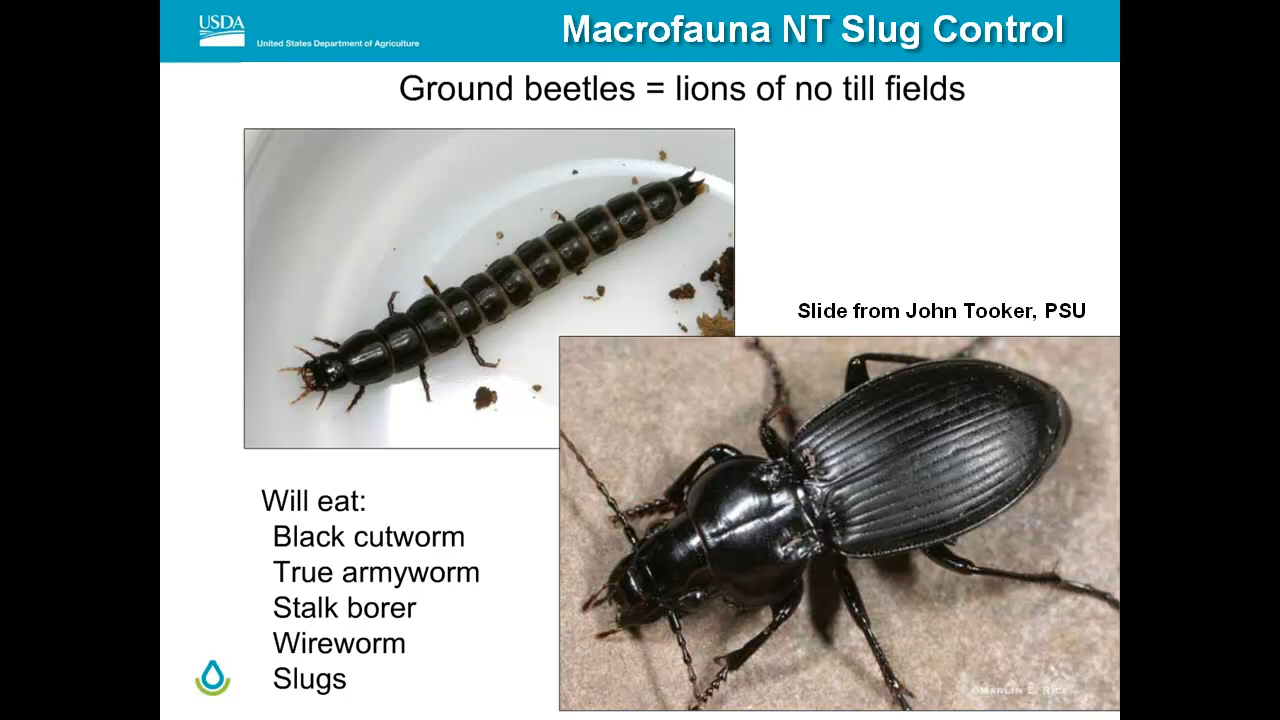 USDA
United States Department of Agriculture
Macrofauna NT Slug Control
Ground beetles = lions of no till fields
Slide from John Tooker, PSU
Will eat:
Black cutworm
True armyworm
Stalk borer
Wireworm
Slugs
©Marlin E. Rice